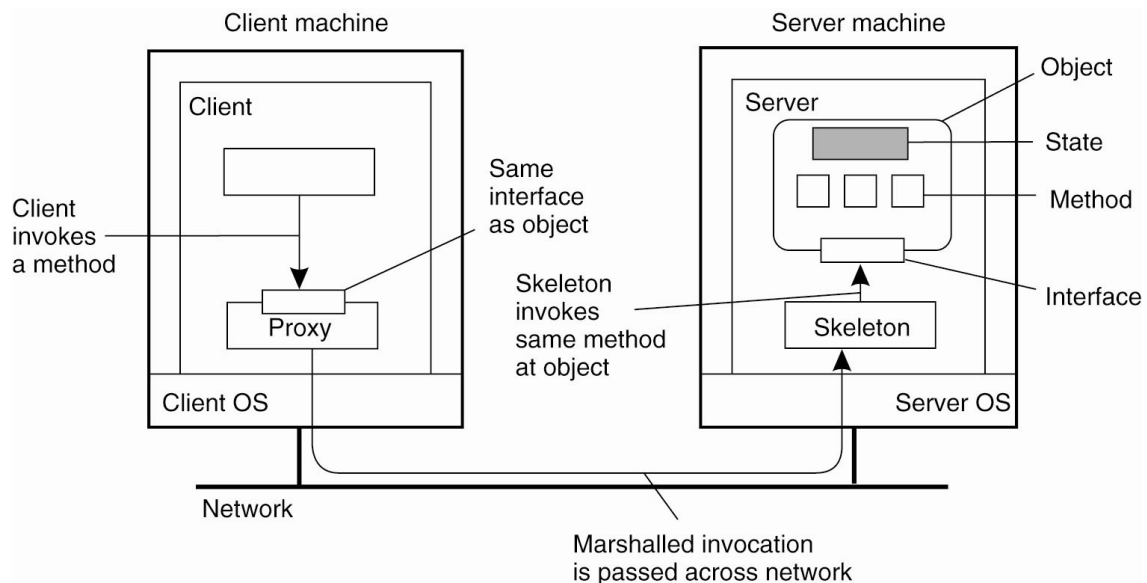 Client machine
Server machine
Object
Client
Server
State
Same
interface
as object
Method
Client
invokes
a method
Skeleton
invokes
same method
at object
Interface
Proxy
Skeleton
Client OS
Server OS
Network
Marshalled invocation
is passed across network